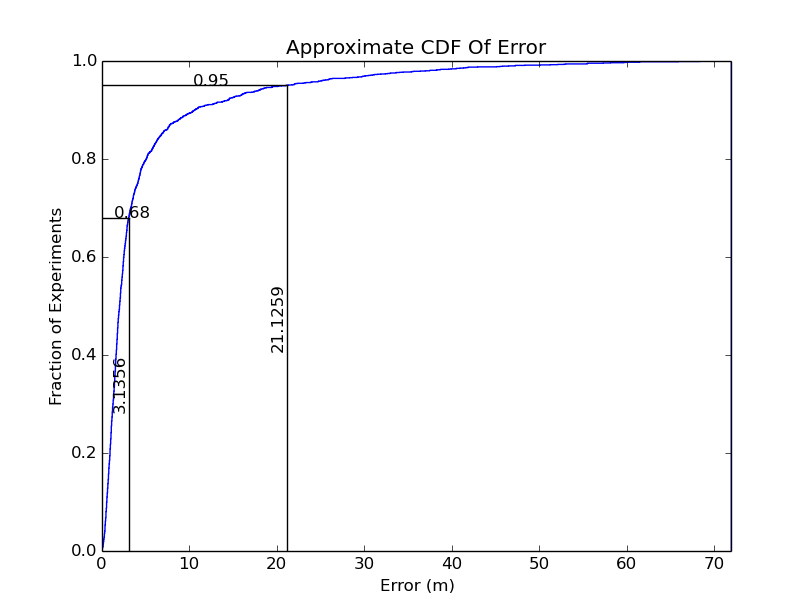 Approximate CDF Of Error
1.0
0.95
0.8
0.68
0.6
21.1259
Fraction of Experiments
0.4
3.1356
0.2
0.0
0 10 20 30 40 50 60 70
Error (m)